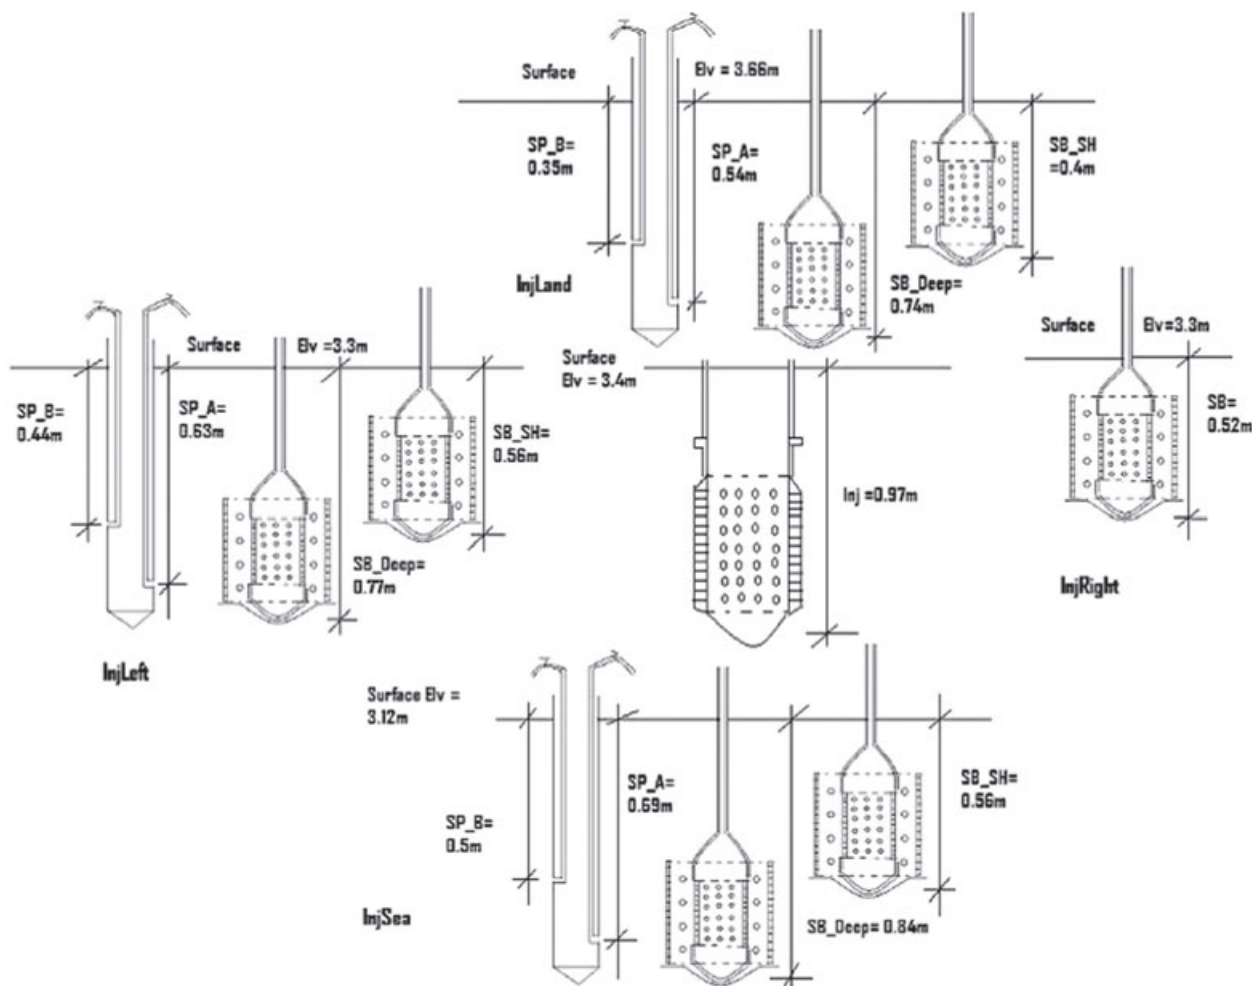 Surface
Elv = 3.66m
SP_B=
0.35m
SP_A=
0.54m
SB_SH
=0.4m
SB_Deep=
0.74m
InjLand
Surface
Elv =3.3m
SP_B=
0.44m
SP_A=
0.63m
SB_SH=
0.56m
SB_Deep=
0.77m
InjLeft
Surface
Elv = 3.4m
Inj =0.97m
Surface
Elv=3.3m
SB=
0.52m
InjRight
Surface Elv =
3.12m
SP_B=
0.5m
SP_A=
0.69m
SB_SH=
0.56m
SB_Deep= 0.84m
InjSea